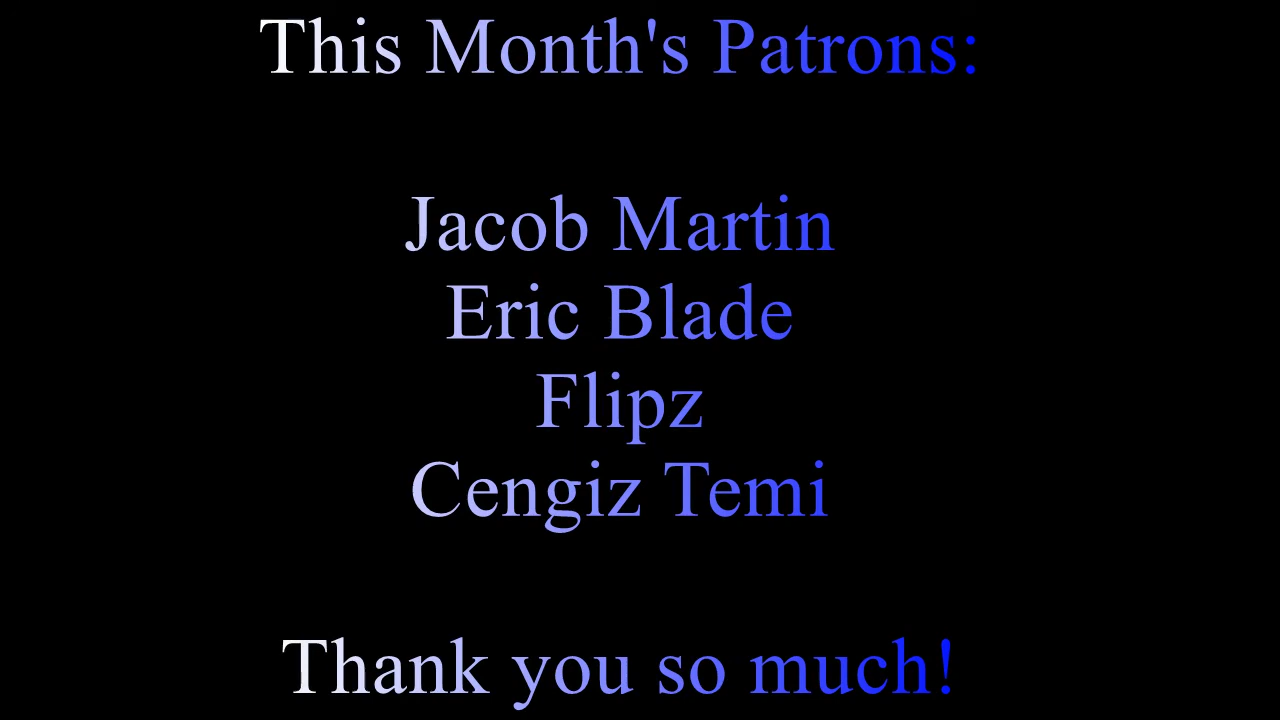 This Month's Patrons:
Jacob Martin
Eric Blade
Flipz
Cengiz Temi
Thank you so much!